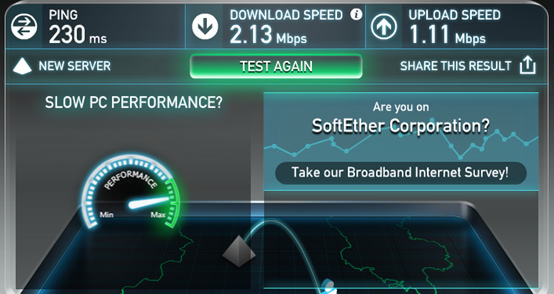 PING
230 ms
DOWNLOAD SPEED
2.13 Mbps
UPLOAD SPEED
1.11 Mbps
NEW SERVER
TEST AGAIN
SHARE THIS RESULT
SLOW PC PERFORMANCE?
PERFORMANCE
Min
Max
Are you on
SoftEther Corporation?
Take our Broadband Internet Survey!